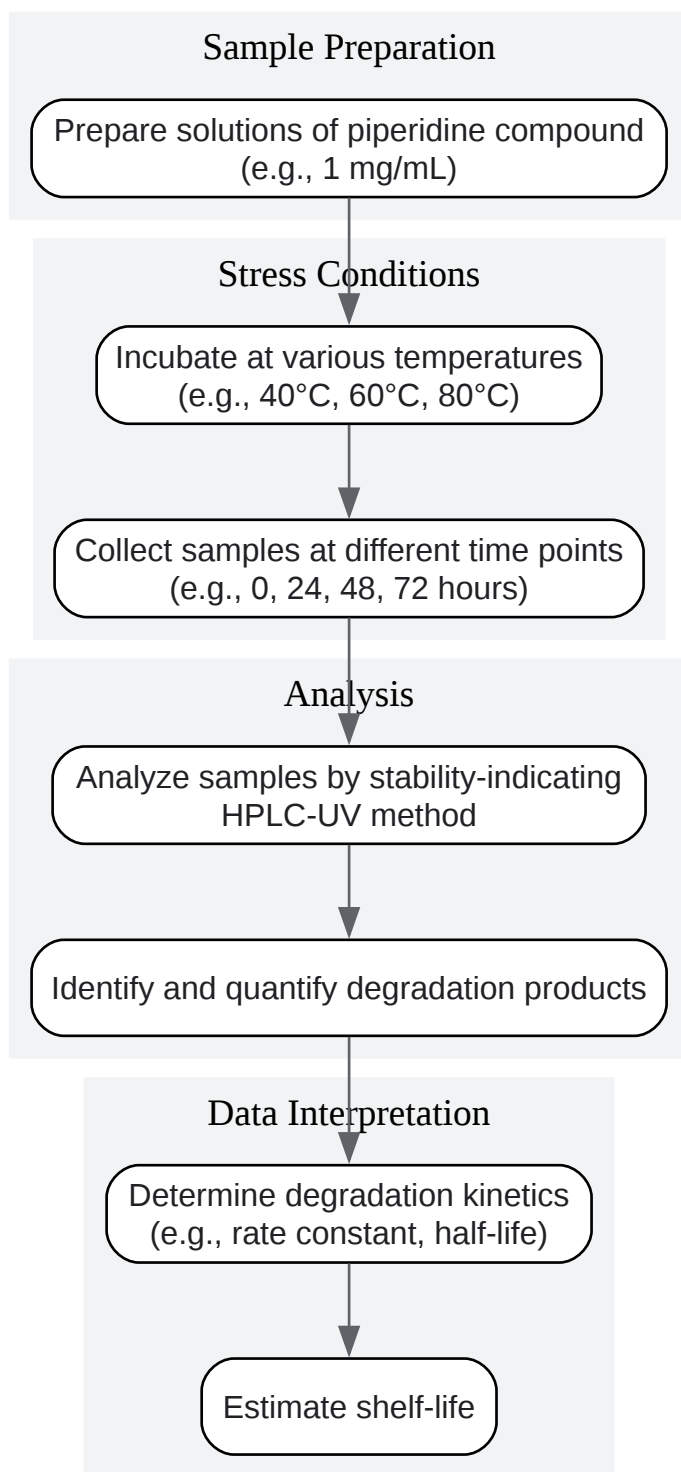 Sample Preparation
Prepare solutions of piperidine compound
(e.g., 1 mg/mL)
Stress Conditions
Incubate at various temperatures
(e.g., 40°C, 60°C, 80°C)
Collect samples at different time points
(e.g., 0, 24, 48, 72 hours)
Analysis
Analyze samples by stability-indicating
HPLC-UV method
Identify and quantify degradation products
Data Interpretation
Determine degradation kinetics
(e.g., rate constant, half-life)
Estimate shelf-life